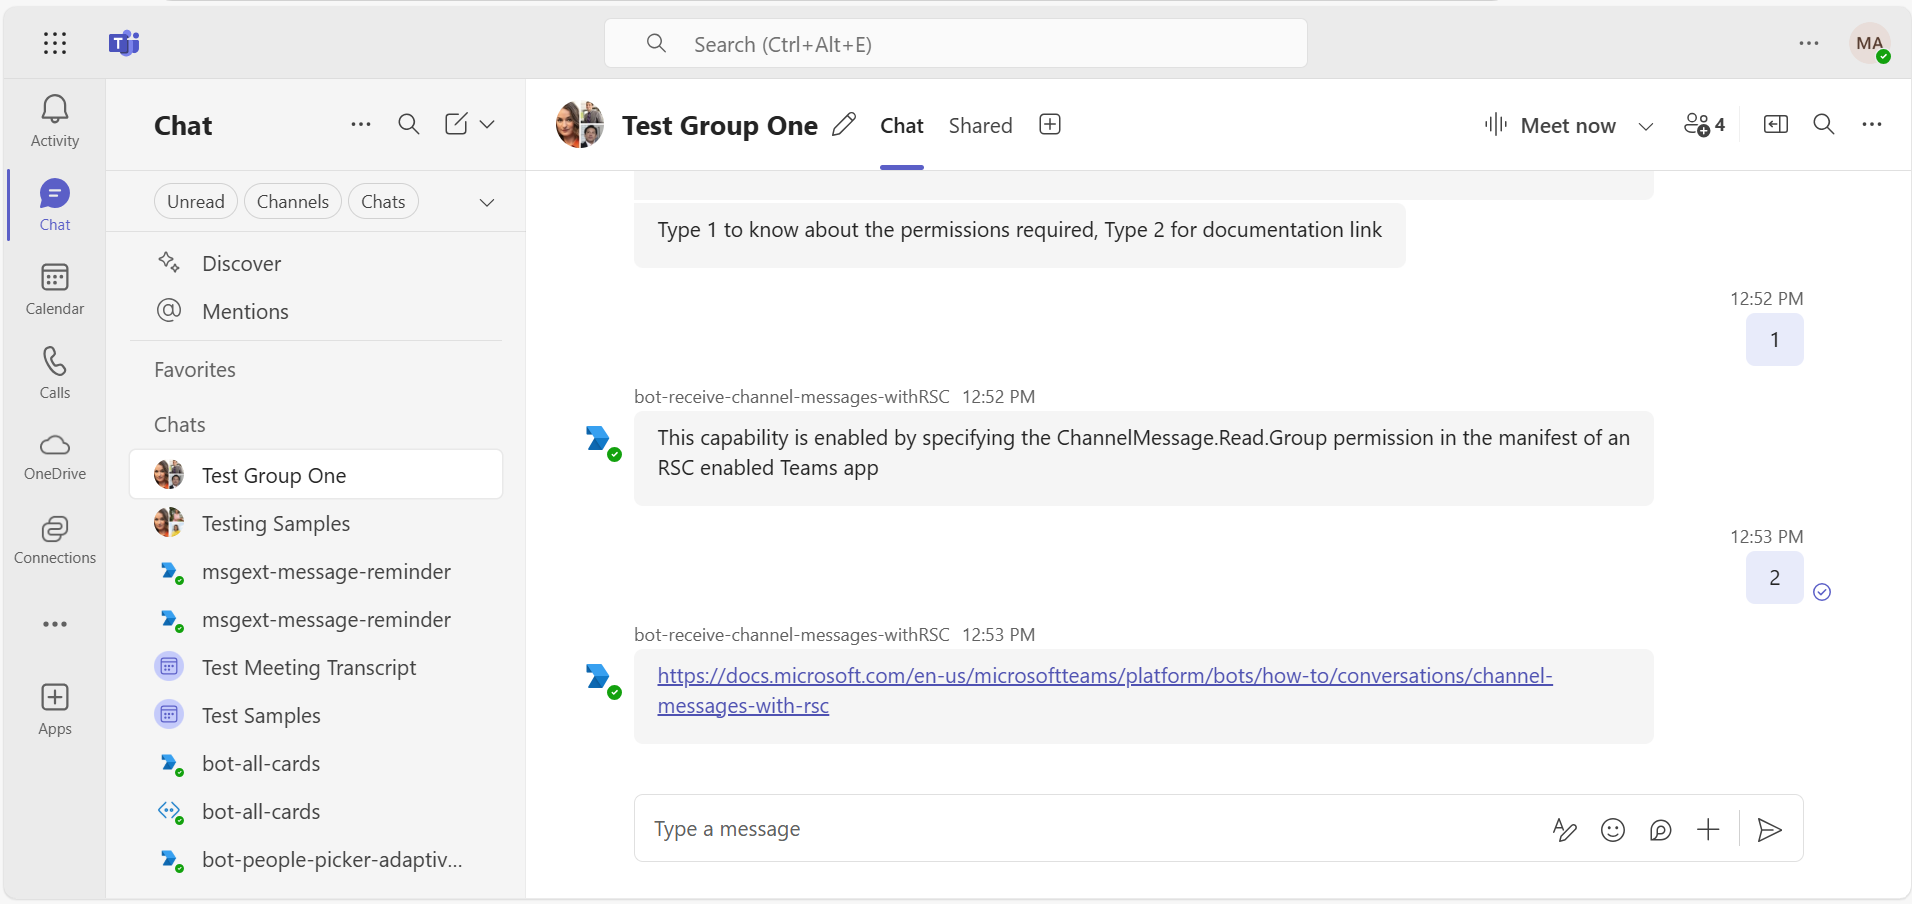 Search (Ctrl+Alt+E)
MA
Activity
Chat
Calendar
Calls
OneDrive
Connections
Apps
Chat
Unread
Channels
Chats
Discover
Mentions
Favorites
Chats
Test Group One
Testing Samples
msgext-message-reminder
msgext-message-reminder
Test Meeting Transcript
Test Samples
bot-all-cards
bot-all-cards
bot-people-picker-adaptiv...
Test Group One
Chat
Shared
Meet now
4
Type 1 to know about the permissions required, Type 2 for documentation link
12:52 PM
1
bot-receive-channel-messages-withRSC 12:52 PM
This capability is enabled by specifying the ChannelMessage.Read.Group permission in the manifest of an
RSC enabled Teams app
12:53 PM
2
bot-receive-channel-messages-withRSC 12:53 PM
https://docs.microsoft.com/en-us/microsoftteams/platform/bots/how-to/conversations/channel-
messages-with-rsc
Type a message